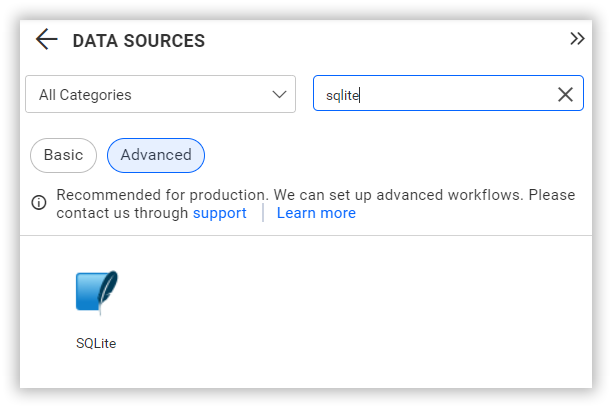 DATA SOURCES
All Categories
sqlite
Basic
Advanced
Recommended for production. We can set up advanced workflows. Please
contact us through support | Learn more
SQLite